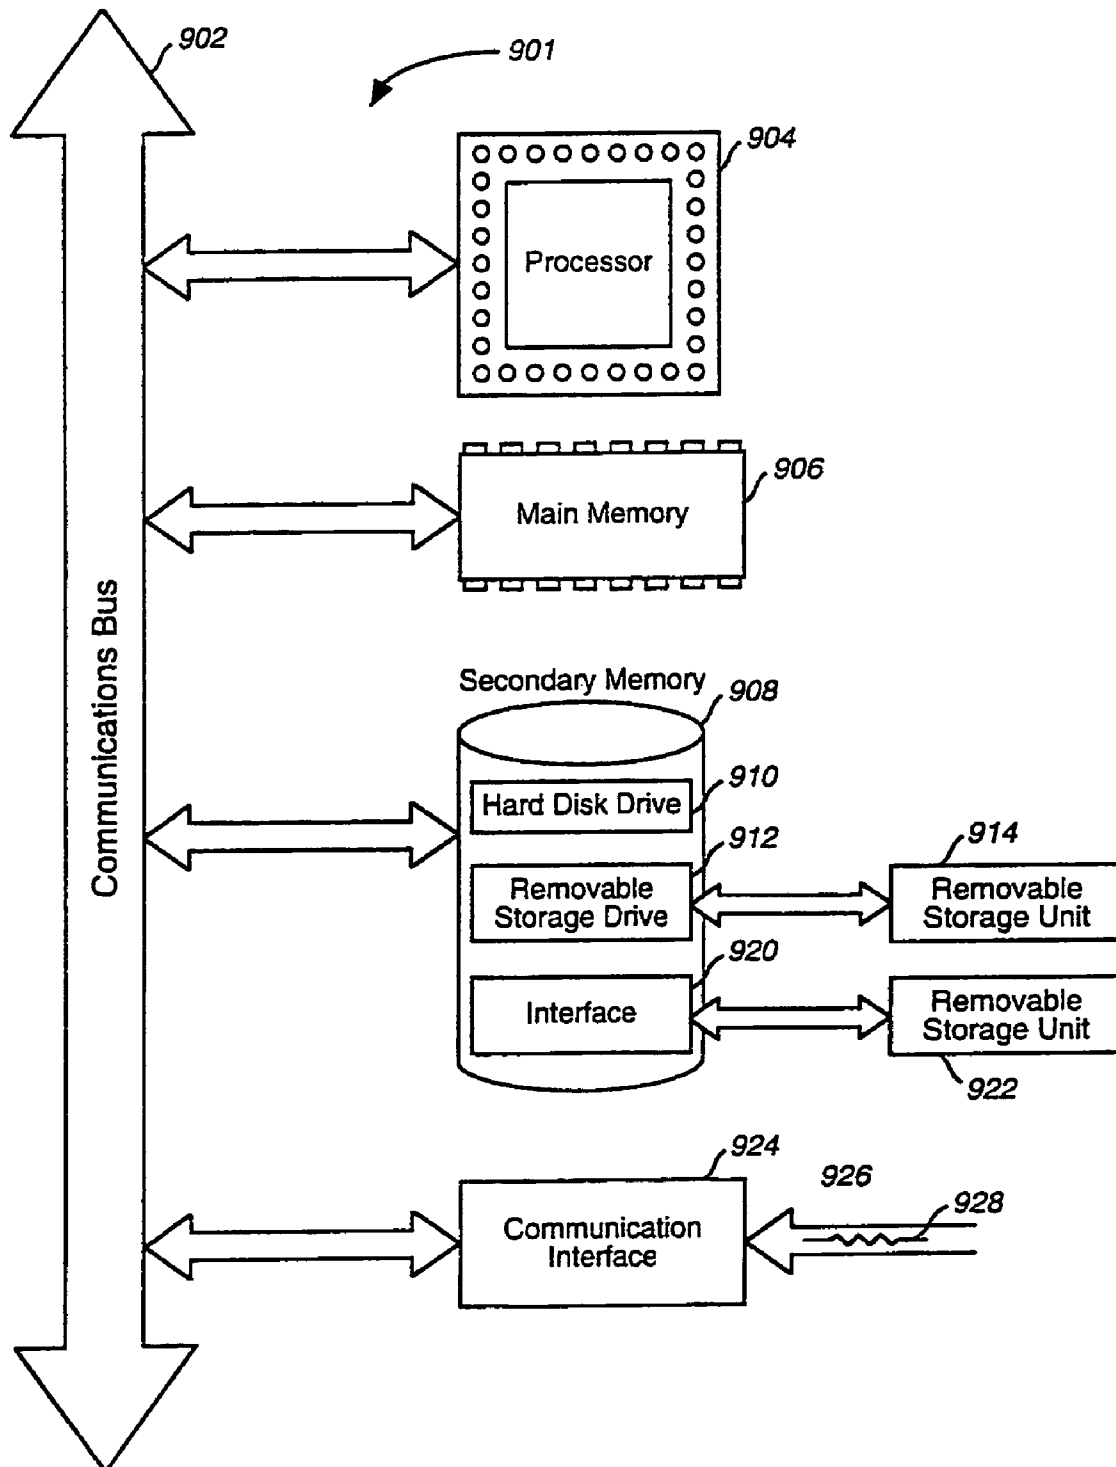 902
901
904
Processor
906
Main Memory
Communications Bus
Secondary Memory
908
910
Hard Disk Drive
912
Removable
Storage Drive
914
Removable
Storage Unit
920
Interface
Removable
Storage Unit
922
924
Communication
Interface
926
928